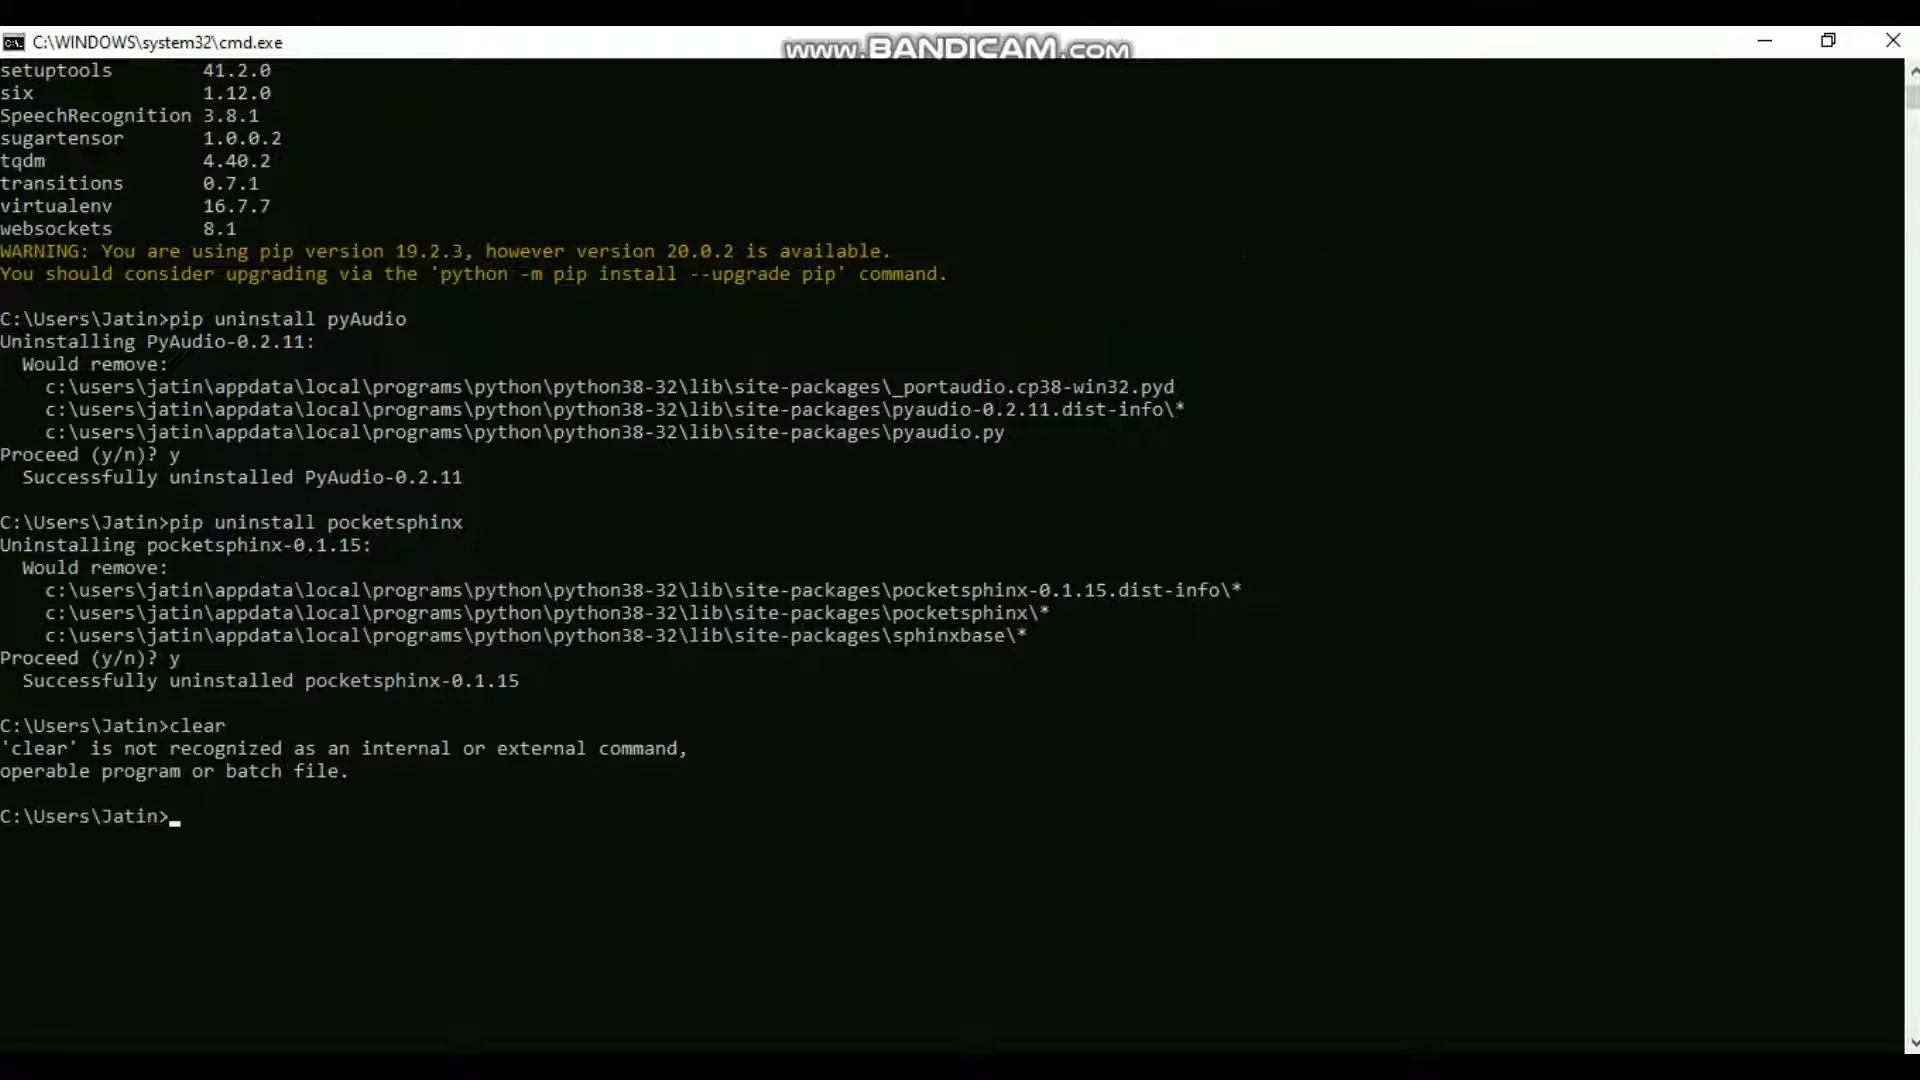 C:\WINDOWS\system32\cmd.exe
www.BANDICAM.com
setuptools 41.2.0
six 1.12.0
SpeechRecognition 3.8.1
sugartensor 1.0.0.2
tqdm 4.40.2
transitions 0.7.1
virtualenv 16.7.7
websockets 8.1
WARNING: You are using pip version 19.2.3, however version 20.0.2 is available.
You should consider upgrading via the 'python -m pip install --upgrade pip' command.
C:\Users\Jatin>pip uninstall pyAudio
Uninstalling PyAudio-0.2.11:
Would remove:
c:\users\jatin\appdata\local\programs\python\python38-32\lib\site-packages\_portaudio.cp38-win32.pyd
c:\users\jatin\appdata\local\programs\python\python38-32\lib\site-packages\pyaudio-0.2.11.dist-info\*
c:\users\jatin\appdata\local\programs\python\python38-32\lib\site-packages\pyaudio.py
Proceed (y/n)? y
Successfully uninstalled PyAudio-0.2.11
C:\Users\Jatin>pip uninstall pocketsphinx
Uninstalling pocketsphinx-0.1.15:
Would remove:
c:\users\jatin\appdata\local\programs\python\python38-32\lib\site-packages\pocketsphinx-0.1.15.dist-info\*
c:\users\jatin\appdata\local\programs\python\python38-32\lib\site-packages\pocketsphinx\*
c:\users\jatin\appdata\local\programs\python\python38-32\lib\site-packages\sphinxbase\*
Proceed (y/n)? y
Successfully uninstalled pocketsphinx-0.1.15
C:\Users\Jatin>clear
'clear' is not recognized as an internal or external command,
operable program or batch file.
C:\Users\Jatin>